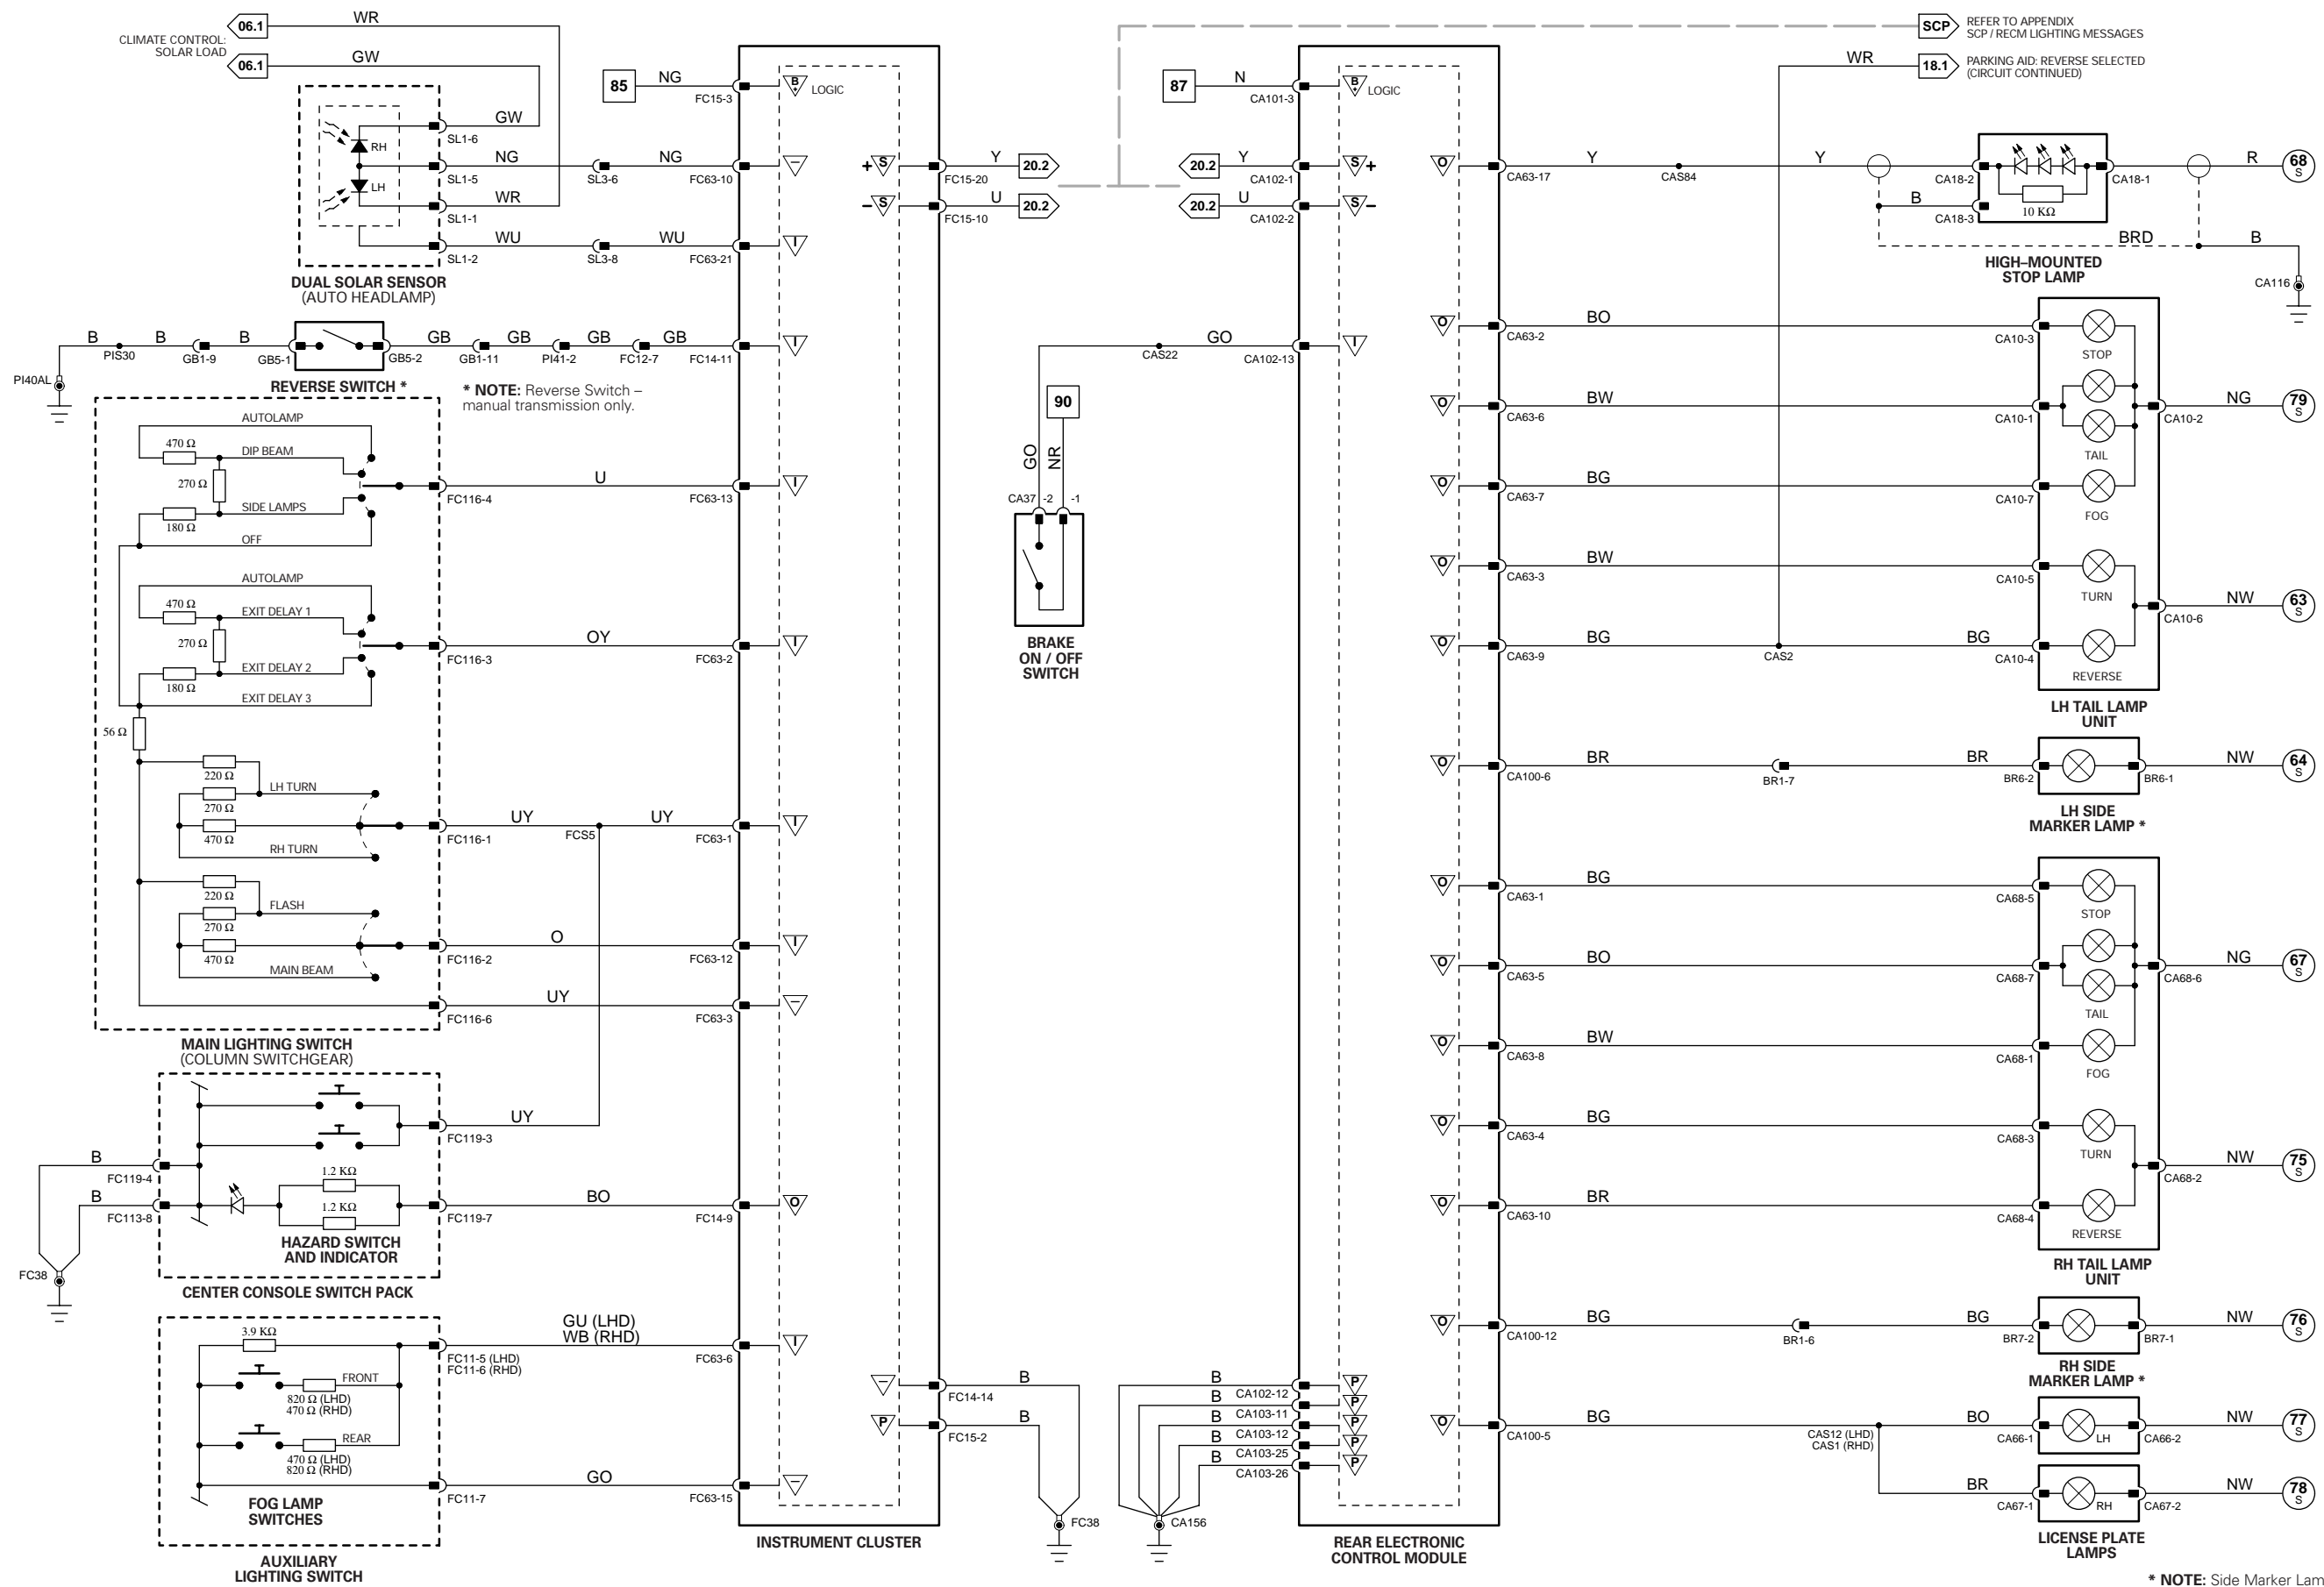 06.1
WR
CLIMATE CONTROL:
SOLAR LOAD
06.1
GW
GW
SL1-6
RH
NG
NG
SL1-5
SL3-6
FC63-10
LH
WR
SL1-1
WU
WU
SL1-2
SL3-8
FC63-21
DUAL SOLAR SENSOR
(AUTO HEADLAMP)
B
B
B
GB
GB
GB
GB
PIS30
GB1-9
GB5-1
GB5-2
GB1-11
PI41-2
FC12-7
FC14-11
PI40AL
REVERSE SWITCH *
* NOTE: Reverse Switch –
manual transmission only.
AUTOLAMP
470 Ω
DIP BEAM
270 Ω
U
FC116-4
FC63-13
SIDE LAMPS
180 Ω
OFF
AUTOLAMP
470 Ω
EXIT DELAY 1
270 Ω
OY
FC116-3
FC63-2
EXIT DELAY 2
180 Ω
EXIT DELAY 3
56 Ω
220 Ω
LH TURN
270 Ω
UY
UY
FCS5
FC116-1
FC63-1
470 Ω
RH TURN
220 Ω
FLASH
270 Ω
O
FC116-2
FC63-12
470 Ω
MAIN BEAM
UY
FC116-6
FC63-3
MAIN LIGHTING SWITCH
(COLUMN SWITCHGEAR)
UY
FC119-3
B
FC119-4
1.2 KΩ
B
BO
FC113-8
1.2 KΩ
FC119-7
FC14-9
HAZARD SWITCH
AND INDICATOR
FC38
CENTER CONSOLE SWITCH PACK
GU (LHD)
WB (RHD)
3.9 KΩ
FC11-5 (LHD)
FC11-6 (RHD)
FC63-6
FRONT
820 Ω (LHD)
470 Ω (RHD)
REAR
470 Ω (LHD)
820 Ω (RHD)
GO
FC11-7
FC63-15
FOG LAMP
SWITCHES
AUXILIARY
LIGHTING SWITCH
85
NG
FC15-3
B
+
LOGIC
–
+
S
Y
20.2
FC15-20
–
S
U
20.2
FC15-10
I
I
I
I
I
I
–
O
I
–
–
B
FC14-14
P
B
FC15-2
FC38
INSTRUMENT CLUSTER
87
N
CA101-3
B
+
LOGIC
20.2
Y
CA102-1
S
+
20.2
U
CA102-2
S
–
GO
CAS22
CA102-13
I
90
GO
NR
CA37
-2
-1
BRAKE
ON / OFF
SWITCH
B
CA102-12
P
B
CA103-11
P
B
CA103-12
P
B
CA103-25
P
B
CA103-26
P
CA156
REAR ELECTRONIC
CONTROL MODULE
SCP
REFER TO APPENDIX
SCP / RECM LIGHTING MESSAGES
WR
18.1
PARKING AID: REVERSE SELECTED
(CIRCUIT CONTINUED)
O
Y
Y
CA63-17
CAS84
CA18-2
CA18-1
R
68
S
B
CA18-3
10 KΩ
BRD
B
HIGH–MOUNTED
STOP LAMP
CA116
O
BO
CA63-2
CA10-3
STOP
O
BW
CA63-6
CA10-1
TAIL
CA10-2
NG
79
S
O
BG
CA63-7
CA10-7
FOG
O
BW
CA63-3
CA10-5
TURN
CA10-6
NW
63
S
O
BG
BG
CA63-9
CAS2
CA10-4
REVERSE
LH TAIL LAMP
UNIT
O
BR
BR
CA100-6
BR1-7
BR6-2
BR6-1
NW
64
S
LH SIDE
MARKER LAMP *
O
BG
CA63-1
CA68-5
STOP
O
BO
CA63-5
CA68-7
TAIL
CA68-6
NG
67
S
O
BW
CA63-8
CA68-1
FOG
O
BG
CA63-4
CA68-3
TURN
CA68-2
NW
75
S
O
BR
CA63-10
CA68-4
REVERSE
RH TAIL LAMP
UNIT
O
BG
BG
CA100-12
BR1-6
BR7-2
BR7-1
NW
76
S
RH SIDE
MARKER LAMP *
O
BG
BO
CA100-5
CAS12 (LHD)
CAS1 (RHD)
CA66-1
LH
CA66-2
NW
77
S
BR
CA67-1
RH
CA67-2
NW
78
S
LICENSE PLATE
LAMPS
* NOTE: Side Marker Lam